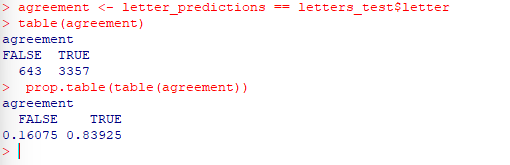 > agreement <- letter_predictions == letters_test$letter
> table(agreement)
agreement
FALSE  TRUE
  643  3357
>  prop.table(table(agreement))
agreement
  FALSE    TRUE
0.16075 0.83925
>